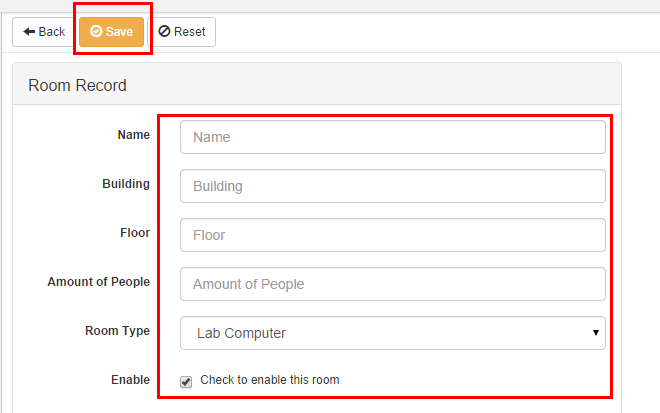 Back Save Reset
Room Record
Name Name
Building Building
Floor Floor
Amount of People Amount of People
Room Type Lab Computer
Enable Check to enable this room